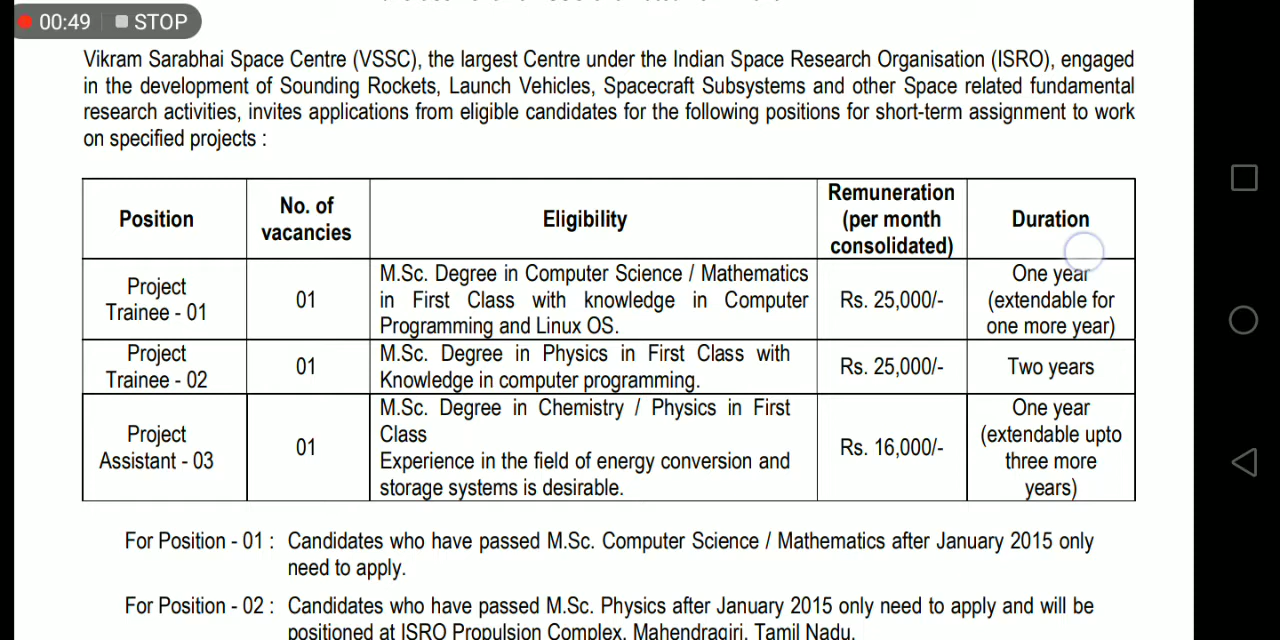 00:49 STOP
Vikram Sarabhai Space Centre (VSSC), the largest Centre under the Indian Space Research Organisation (ISRO), engaged
in the development of Sounding Rockets, Launch Vehicles, Spacecraft Subsystems and other Space related fundamental
research activities, invites applications from eligible candidates for the following positions for short-term assignment to work
on specified projects :
Position
No. of
vacancies
Eligibility
Remuneration
(per month
consolidated)
Duration
Project
Trainee - 01
01
M.Sc. Degree in Computer Science / Mathematics
in First Class with knowledge in Computer
Programming and Linux OS.
Rs. 25,000/-
One year
(extendable for
one more year)
Project
Trainee - 02
01
M.Sc. Degree in Physics in First Class with
Knowledge in computer programming.
Rs. 25,000/-
Two years
Project
Assistant - 03
01
M.Sc. Degree in Chemistry / Physics in First
Class
Experience in the field of energy conversion and
storage systems is desirable.
Rs. 16,000/-
One year
(extendable upto
three more
years)
For Position - 01 : Candidates who have passed M.Sc. Computer Science / Mathematics after January 2015 only
need to apply.
For Position - 02 : Candidates who have passed M.Sc. Physics after January 2015 only need to apply and will be
positioned at ISRO Propulsion Complex, Mahendragiri, Tamil Nadu.